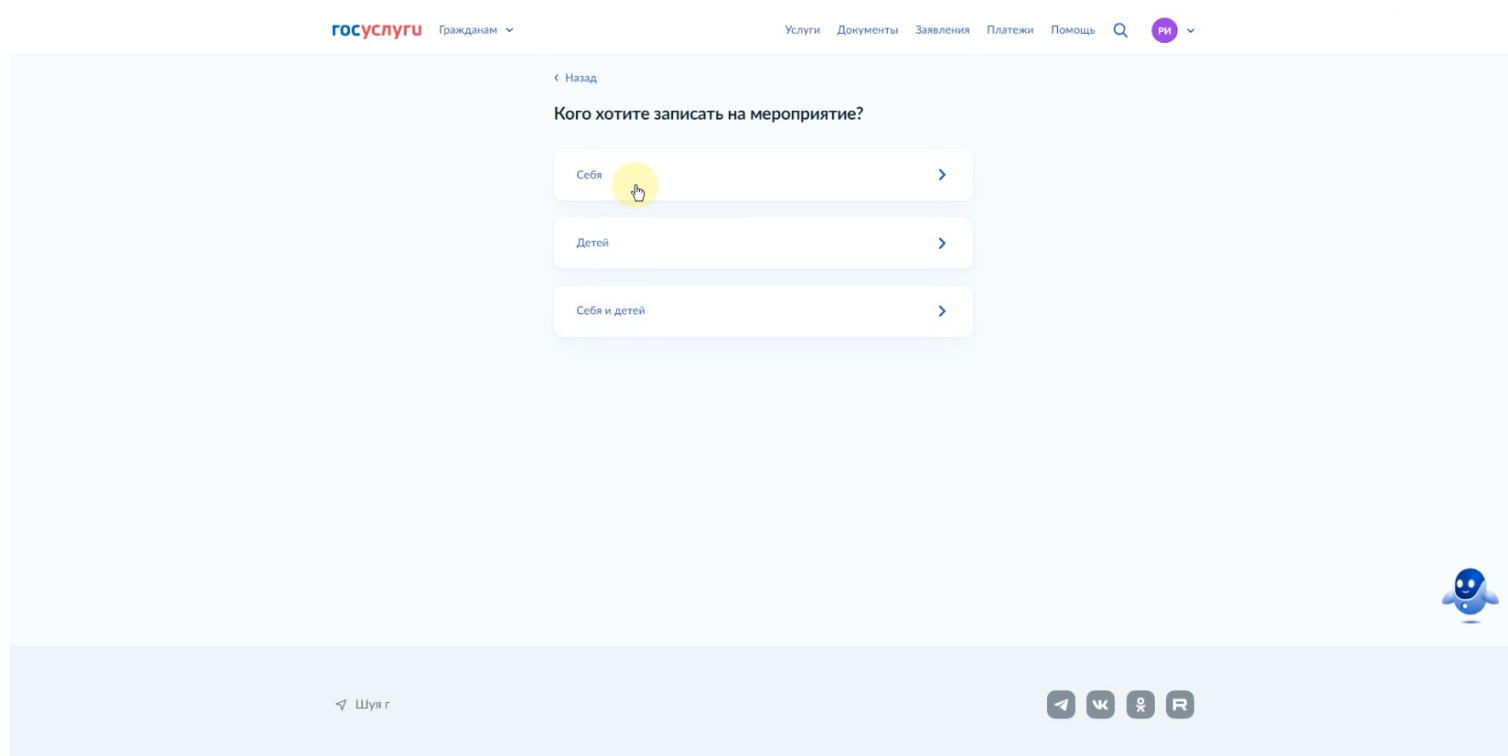 госуслуги Гражданам Услуги Документы Заявления Платежи Помощь РИ
Назад
Кого хотите записать на мероприятие?
Себя
Детей
Себя и детей
Шуя г